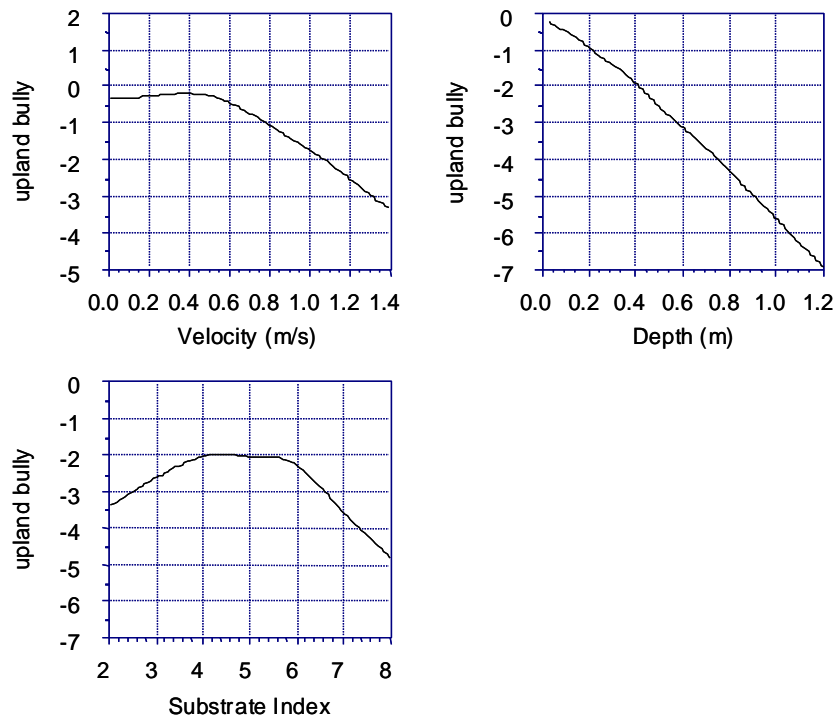 2
1
0
-1
-2
-3
-4
-5
upland bully
0.0 0.2 0.4 0.6 0.8 1.0 1.2 1.4
Velocity (m/s)
0
-1
-2
-3
-4
-5
-6
-7
upland bully
0.0 0.2 0.4 0.6 0.8 1.0 1.2
Depth (m)
0
-1
-2
-3
-4
-5
-6
-7
upland bully
2 3 4 5 6 7 8
Substrate Index